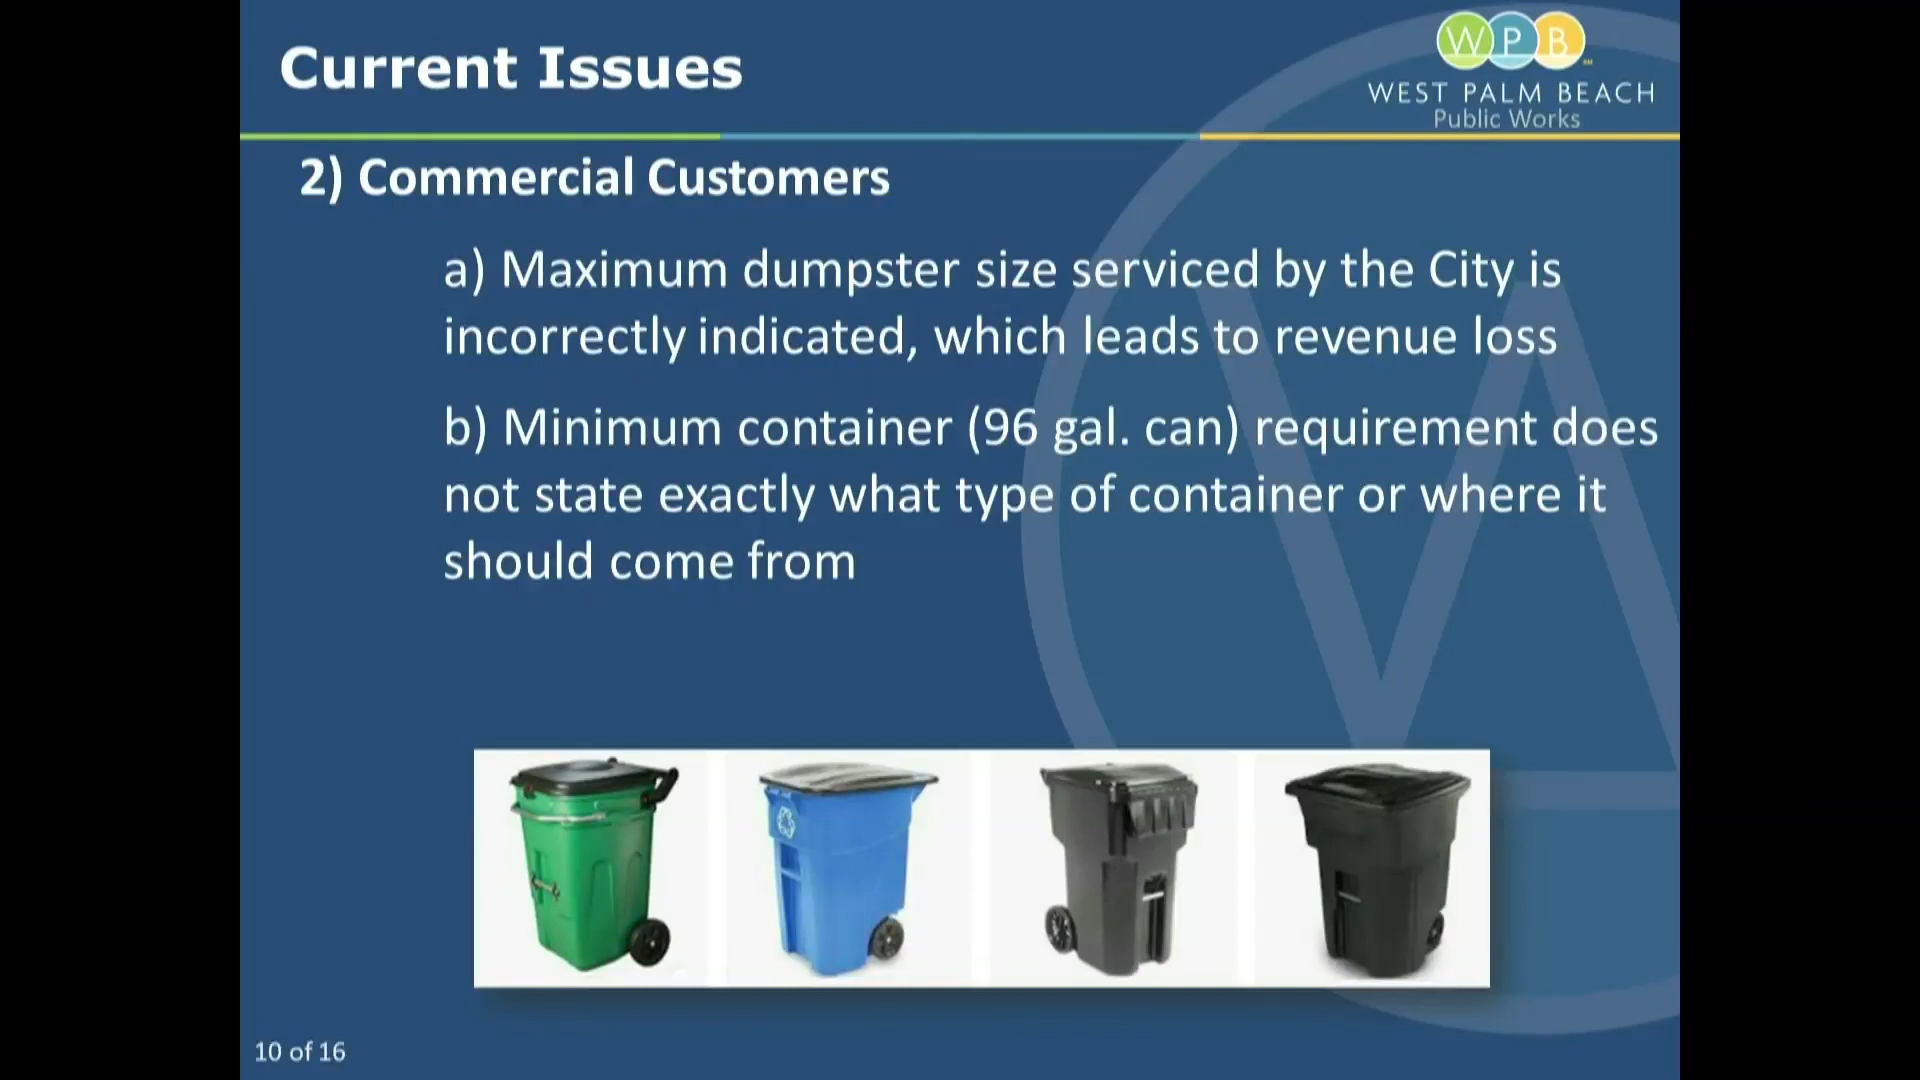 Current Issues
WPB
WEST PALM BEACH
Public Works
2) Commercial Customers
a) Maximum dumpster size serviced by the City is
incorrectly indicated, which leads to revenue loss
b) Minimum container (96 gal. can) requirement does
not state exactly what type of container or where it
should come from
10 of 16